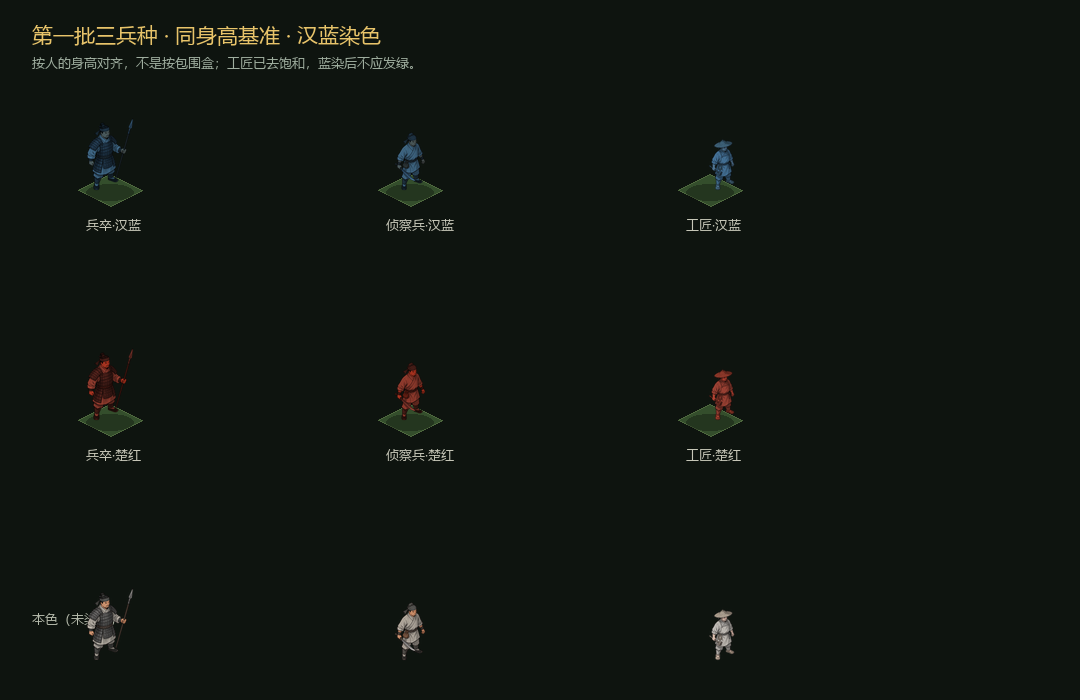 第一批三兵种 · 同身高基准 · 汉蓝染色
按人的身高对齐，不是按包围盒；工匠已去饱和，蓝染后不应发绿。
兵卒·汉蓝
侦察兵·汉蓝
工匠·汉蓝
兵卒·楚红
侦察兵·楚红
工匠·楚红
本色（未